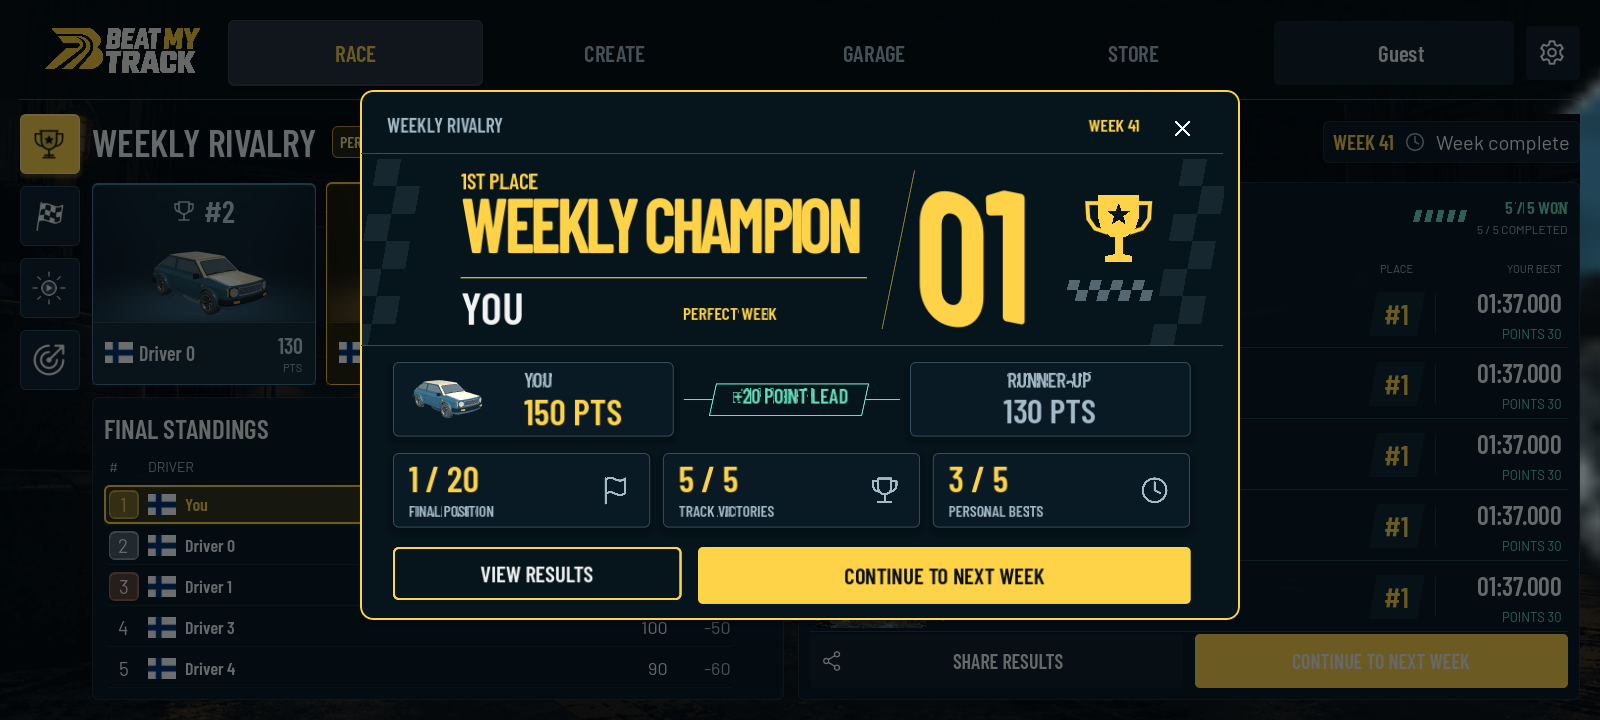 BEAT MY TRACK
RACE
CREATE
GARAGE
STORE
Guest
WEEKLY RIVALRY
WEEK 41
Week complete
#2
Driver 0
130
PTS
FINAL STANDINGS
# DRIVER
1 You
2 Driver 0
3 Driver 1
4 Driver 3 100 -50
5 Driver 4 90 -60
WEEKLY RIVALRY
WEEK 41
1ST PLACE
WEEKLY CHAMPION
YOU
PERFECT WEEK
01
YOU
150 PTS
+20 POINT LEAD
RUNNER-UP
130 PTS
1 / 20
FINAL POSITION
5 / 5
TRACK VICTORIES
3 / 5
PERSONAL BESTS
VIEW RESULTS
CONTINUE TO NEXT WEEK
5 / 5 WON
5 / 5 COMPLETED
PLACE YOUR BEST
#1 01:37.000
POINTS 30
#1 01:37.000
POINTS 30
#1 01:37.000
POINTS 30
#1 01:37.000
POINTS 30
#1 01:37.000
POINTS 30
SHARE RESULTS
CONTINUE TO NEXT WEEK